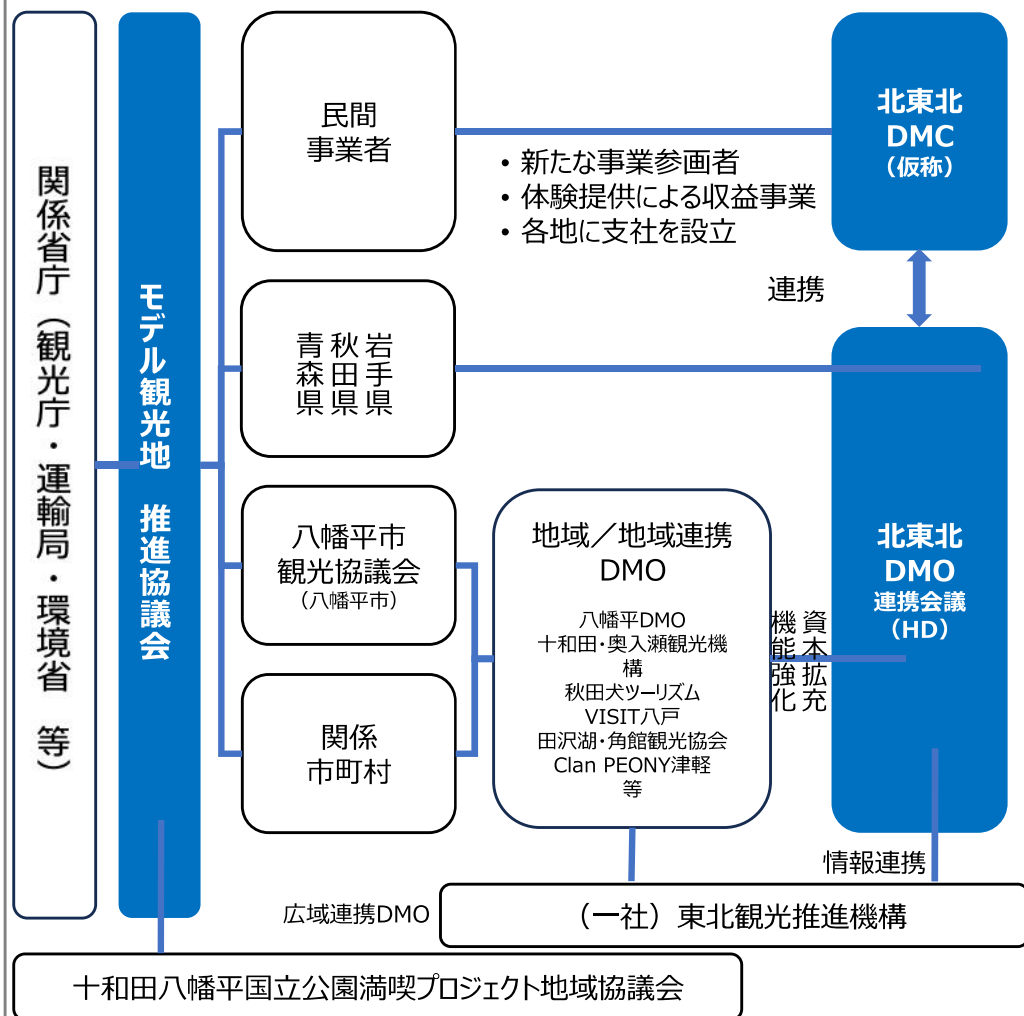 関係省庁（観光庁・運輸局・環境省　等）
モデル観光地　推進協議会
民間
事業者
・新たな事業参画者
・体験提供による収益事業
・各地に支社を設立
北東北
DMC
（仮称）
連携
岩手県
秋田県
青森県
八幡平市
観光協議会
（八幡平市）
関係
市町村
地域／地域連携
DMO
八幡平DMO
十和田・奥入瀬観光機
構
秋田犬ツーリズム
VISIT八戸
田沢湖・角館観光協会
Clan PEONY津軽
等
資本拡充
機能強化
北東北
DMO
連携会議
（HD）
情報連携
広域連携DMO
（一社）東北観光推進機構
十和田八幡平国立公園満喫プロジェクト地域協議会